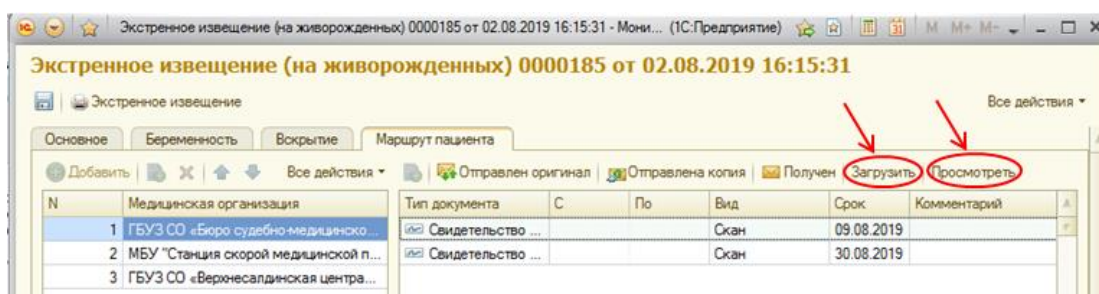 Экстренное извещение (на живорожденных) 0000185 от 02.08.2019 16:15:31 - Мони... (1С:Предприятие) M M+ M-
Экстренное извещение (на живорожденных) 0000185 от 02.08.2019 16:15:31
Экстренное извещение Все действия
Основное Беременность Вскрытие Маршрут пациента
Добавить Все действия Отправлен оригинал Отправлена копия Получен Загрузить Просмотреть
N Медицинская организация Тип документа С По Вид Срок Комментарий
1 ГБУЗ СО «Бюро судебно-медицинско... Свидетельство ... Скан 09.08.2019
2 МБУ "Станция скорой медицинской п... Свидетельство ... Скан 30.08.2019
3 ГБУЗ СО «Верхнесалдинская центра...